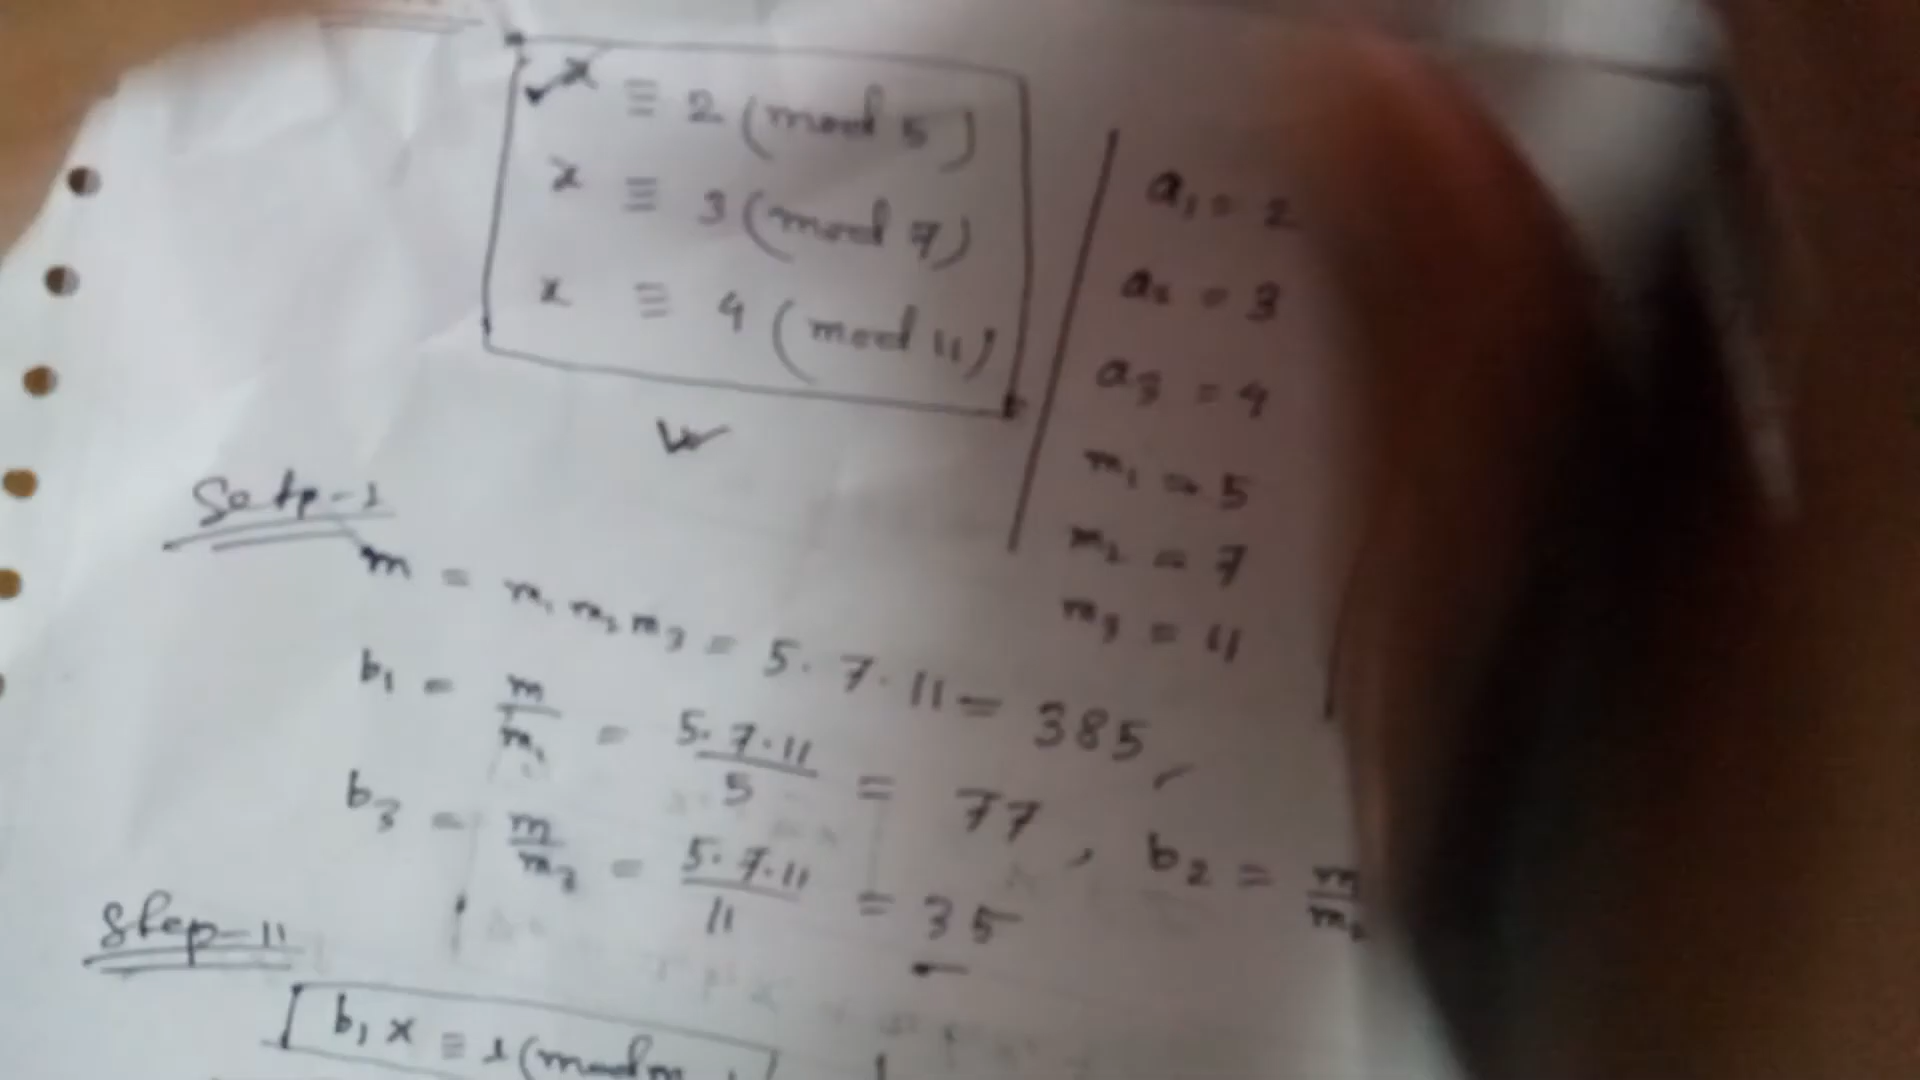 x ≡ 2 (mod 5)
x ≡ 3 (mod 7)
x ≡ 4 (mod 11)
a₁ = 2
a₂ = 3
a₃ = 4
m₁ = 5
m₂ = 7
m₃ = 11
Setp-1
m = m₁ m₂ m₃ = 5. 7. 11 = 385,
b₁ = m/m₁ = 5. 7. 11/5 = 77, b₂ = m/m₂
b₃ = m/m₃ = 5. 7. 11/11 = 35
Step-11
b₁ x ≡ 1 (mod m